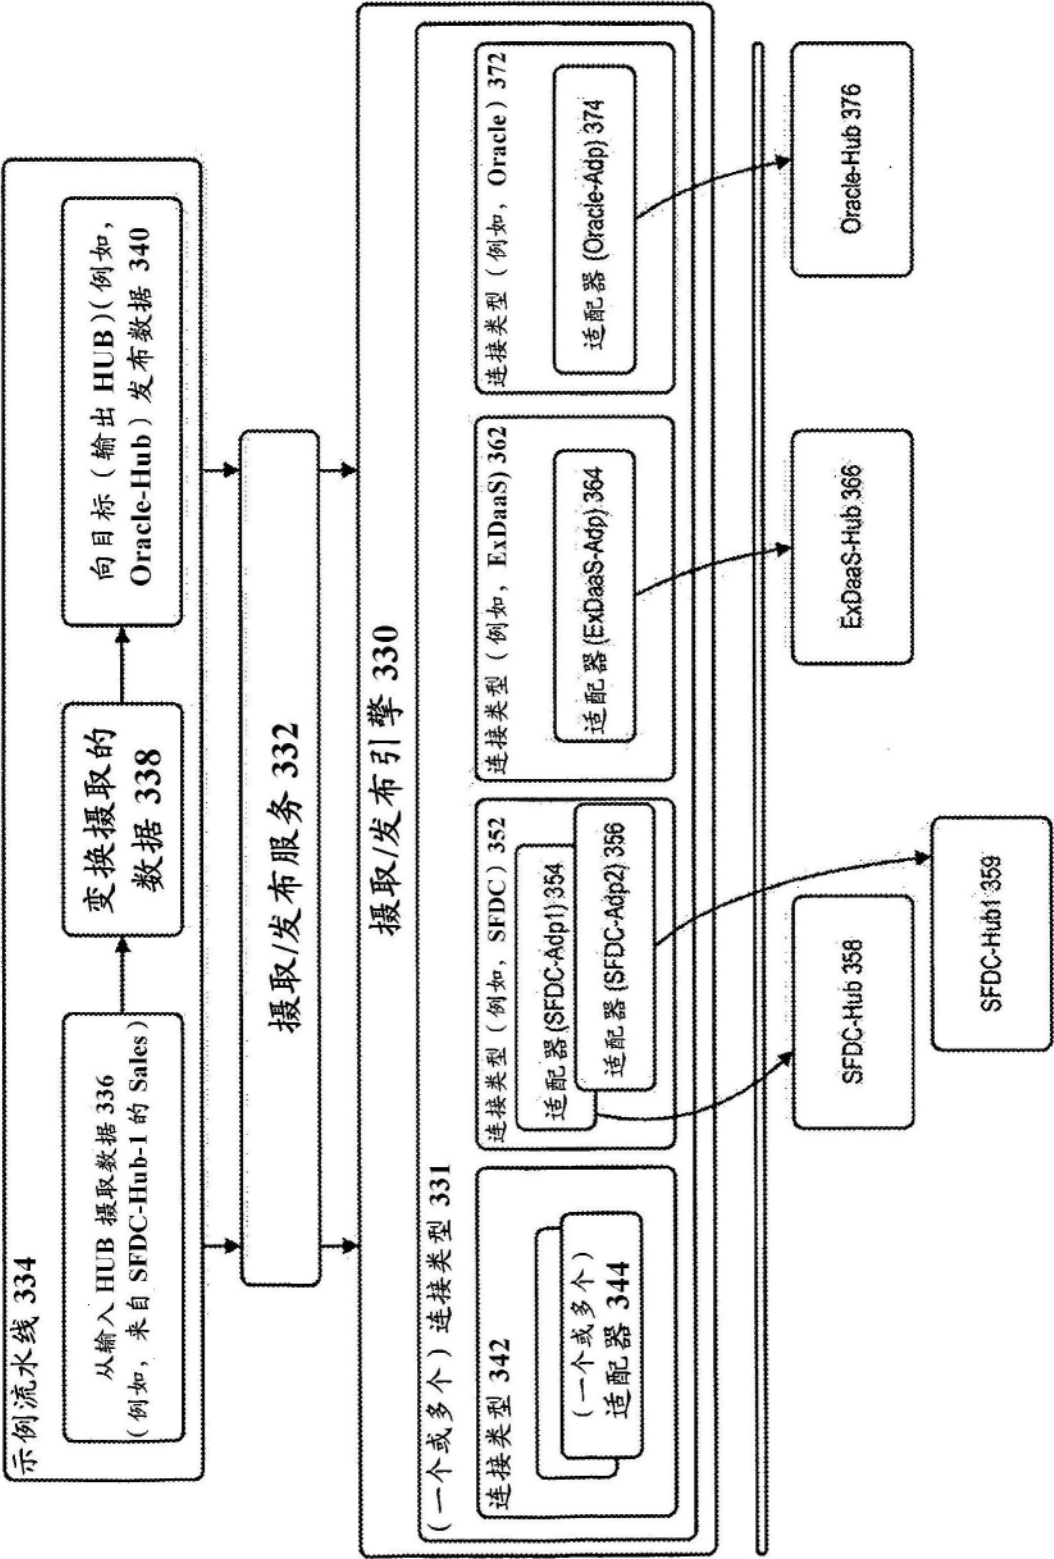 示例流水线 334
从输入 HUB 摄取数据 336
(例如，来自 SFDC-Hub-1 的 Sales)
变换摄取的
数据 338
向目标（输出 HUB)(例如，
Oracle-Hub）发布数据 340
摄取/发布服务 332
摄取/发布引擎 330
(一个或多个）连接类型 331
连接类型 342
（一个或多个）
适配器 344
连接类型（例如，SFDC）352
适配器 (SFDC-Adp1) 354
适配器 (SFDC-Adp2) 356
连接类型（例如，ExDaaS) 362
适配器 (ExDaaS-Adp) 364
连接类型（例如，Oracle）372
适配器 (Oracle-Adp) 374
SFDC-Hub 358
SFDC-Hub1 359
ExDaaS-Hub 366
Oracle-Hub 376